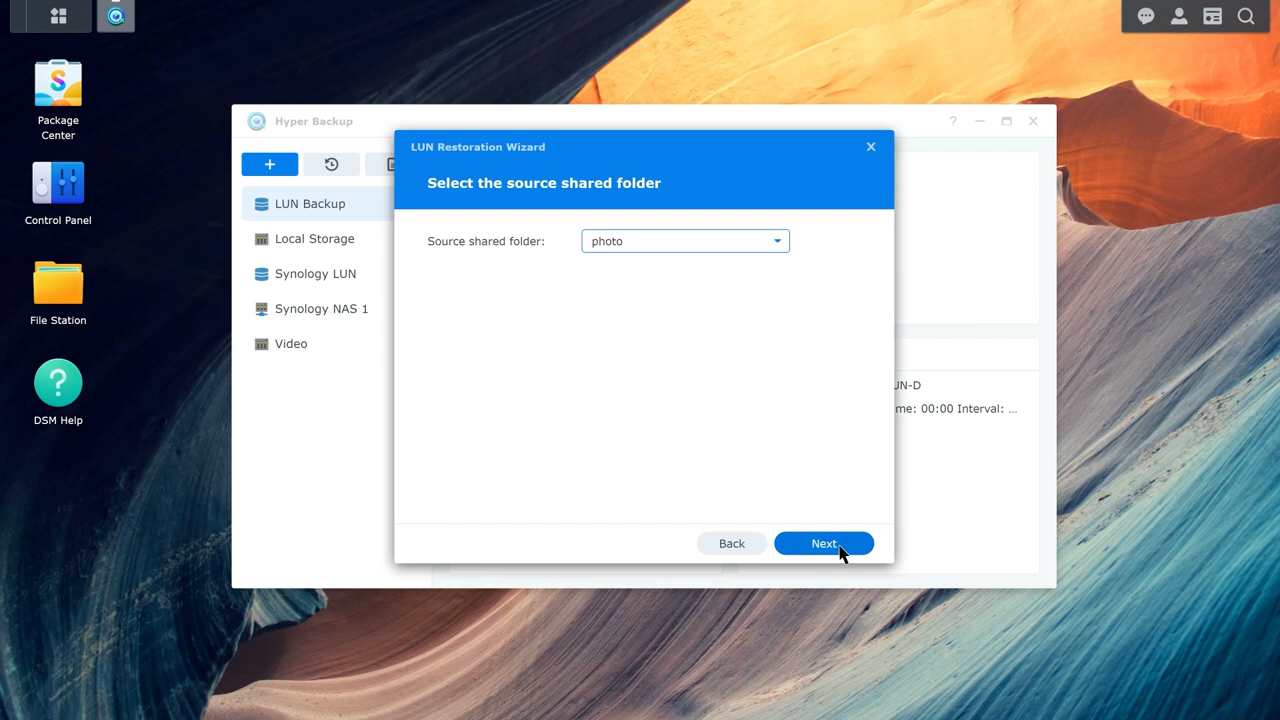 Package
Center
Control Panel
File Station
DSM Help
Hyper Backup
LUN Backup
Local Storage
Synology LUN
Synology NAS 1
Video
LUN Restoration Wizard
Select the source shared folder
Source shared folder:
photo
Back
Next
UN-D
me: 00:00 Interval: ...